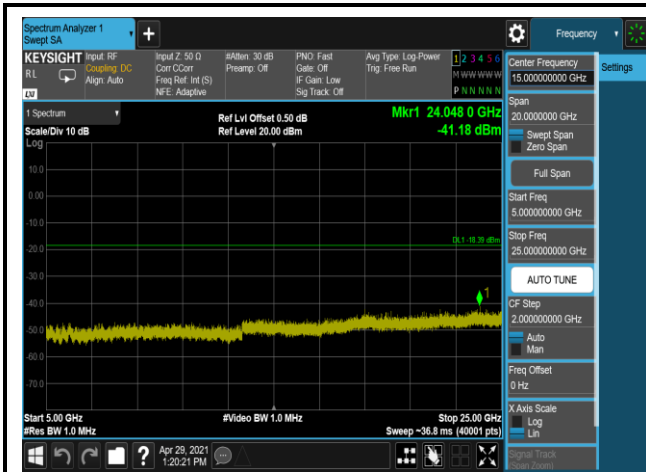 Spectrum Analyzer 1
Swept SA
+
Frequency
KEYSIGHT
RL
LXI
Input: RF
Coupling: DC
Align: Auto
Input Z: 50 Ω
Corr CCorr
Freq Ref: Int (S)
NFE: Adaptive
#Atten: 30 dB
Preamp: Off
PNO: Fast
Gate: Off
IF Gain: Low
Sig Track: Off
Avg Type: Log-Power
Trig: Free Run
1 2 3 4 5 6
M W W W W W
P N N N N N
1 Spectrum
Scale/Div 10 dB
Log
Ref Lvl Offset 0.50 dB
Ref Level 20.00 dBm
Mkr1 24.048 0 GHz
-41.18 dBm
10.0
0.00
-10.0
-20.0
-30.0
-40.0
-50.0
-60.0
-70.0
DL1 -18.39 dBm
1
Start 5.00 GHz
#Res BW 1.0 MHz
#Video BW 1.0 MHz
Stop 25.00 GHz
Sweep ~36.8 ms (40001 pts)
Apr 29, 2021
1:20:21 PM
Center Frequency
15.000000000 GHz
Span
20.0000000 GHz
Swept Span
Zero Span
Full Span
Start Freq
5.000000000 GHz
Stop Freq
25.000000000 GHz
AUTO TUNE
CF Step
2.000000000 GHz
Auto
Man
Freq Offset
0 Hz
X Axis Scale
Log
Lin
Signal Track
(Span Zoom)
Settings